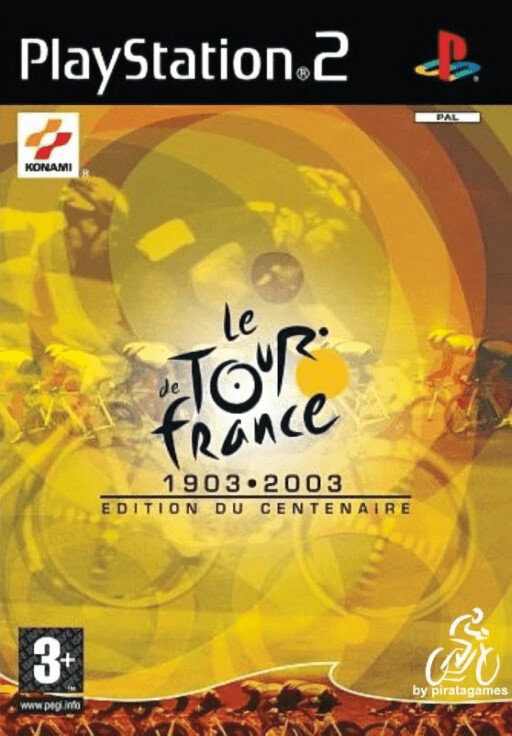 PlayStation®2
PAL
KONAMI
®
Le
de TOUR
france
1903•2003
EDITION DU CENTENAIRE
3+
™
www.pegi.info
by piratagames